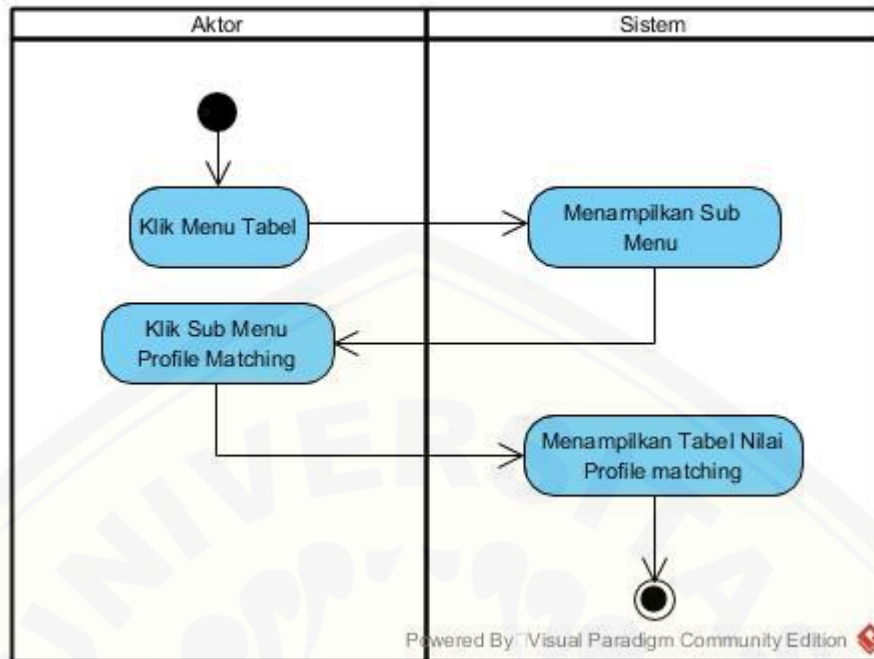 Aktor
Sistem
Klik Menu Tabel
Menampilkan Sub
Menu
Klik Sub Menu
Profile Matching
Menampilkan Tabel Nilai
Profile matching
UNIVERSITA
Powered By Visual Paradigm Community Edition